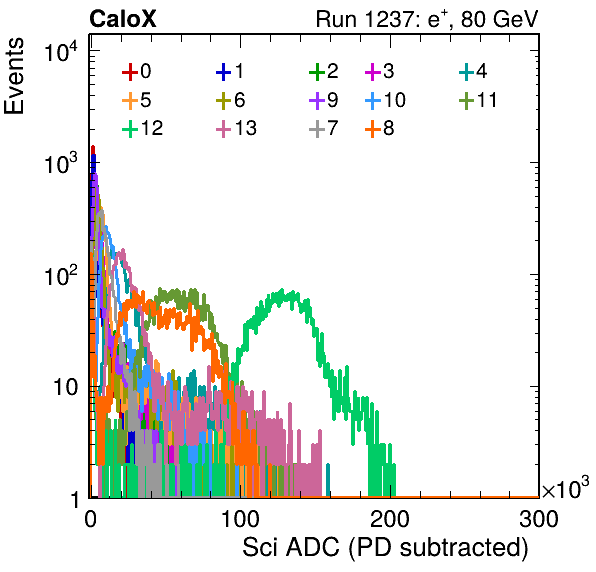 CaloX Run 1237: e⁺, 80 GeV
Events
10⁴
0 1 2 3 4
5 6 9 10 11
12 13 7 8
10³
10²
10
1
0 100 200 300
×10³
Sci ADC (PD subtracted)